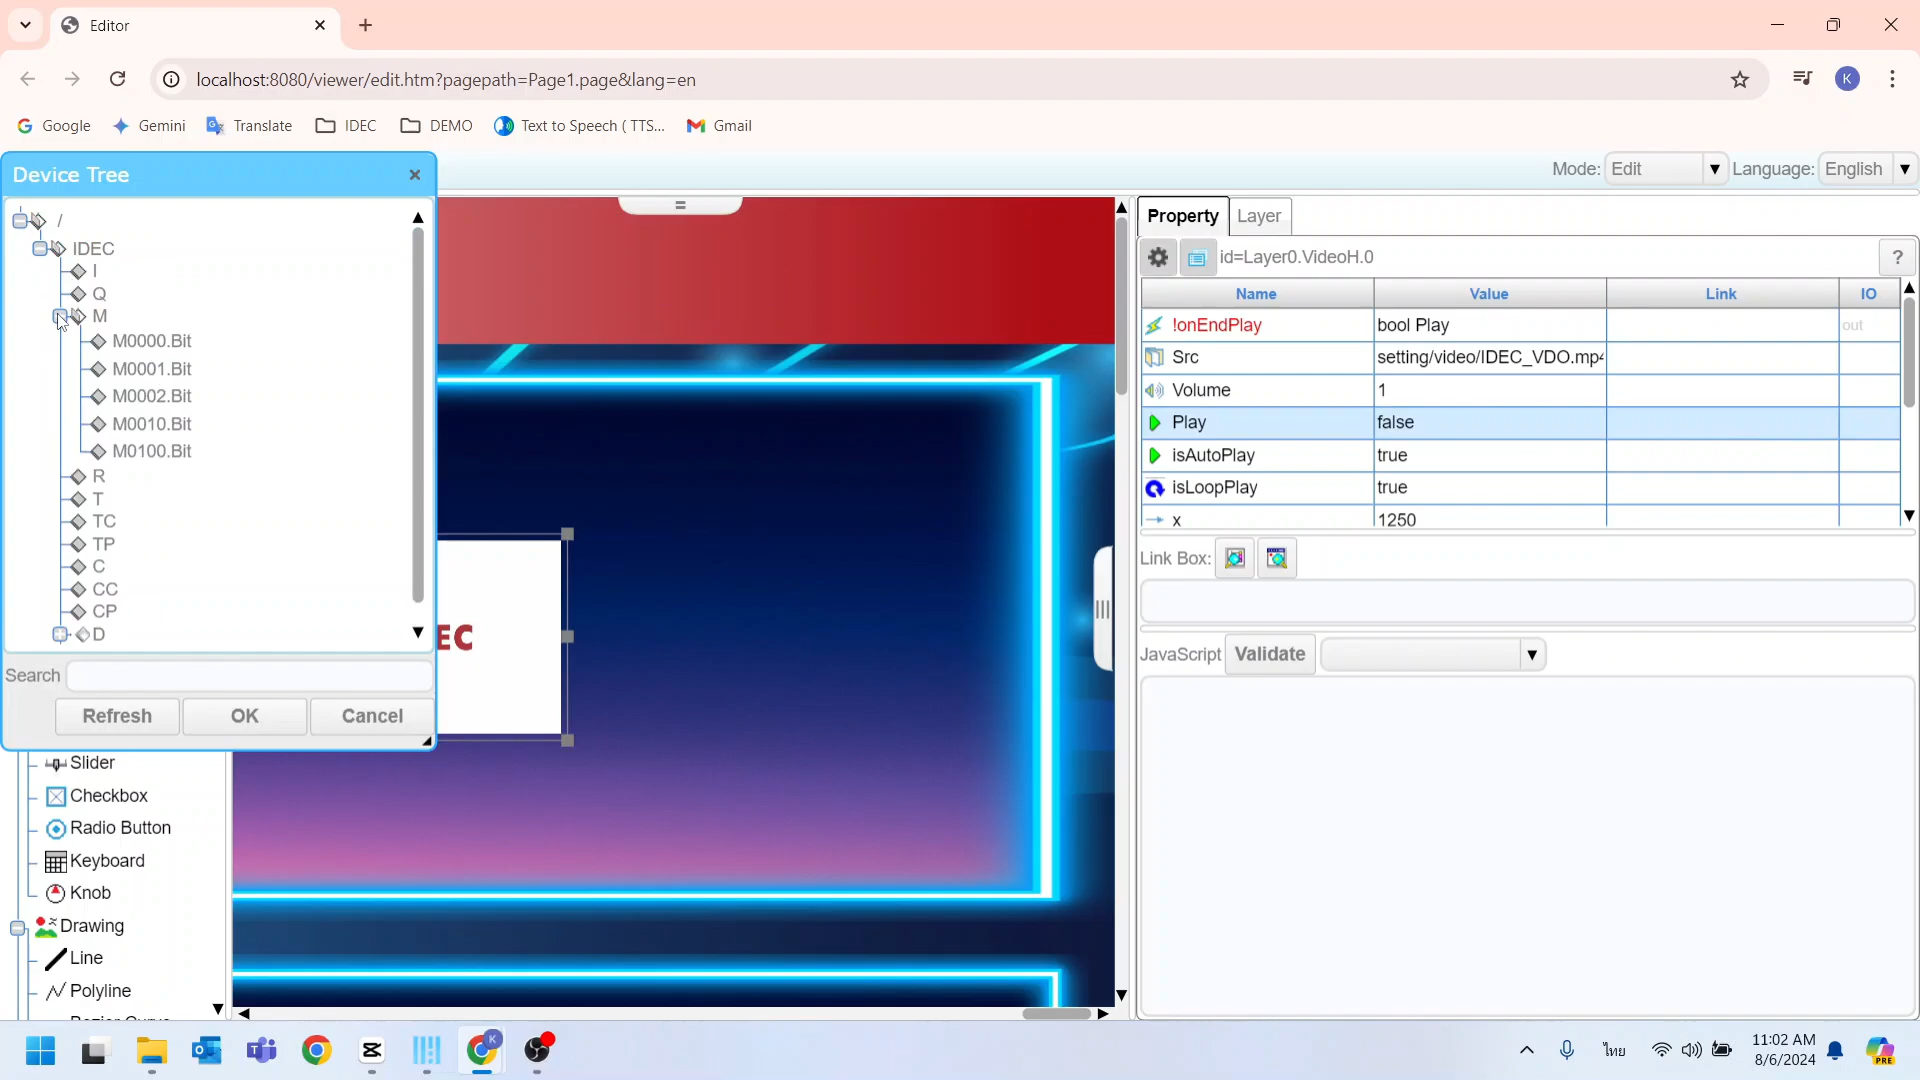 Editor
localhost:8080/viewer/edit.htm?pagepath=Page1.page&lang=en
K
Google
Gemini
Translate
IDEC
DEMO
Text to Speech ( TTS...
Gmail
Device Tree
Mode:
Edit
Language:
English
/
IDEC
I
Q
M
M0000.Bit
M0001.Bit
M0002.Bit
M0010.Bit
M0100.Bit
R
T
TC
TP
C
CC
CP
D
Search
Refresh
OK
Cancel
Slider
Checkbox
Radio Button
Keyboard
Knob
Drawing
Line
Polyline
EC
Property
Layer
id=Layer0.VideoH.0
?
Name Value Link IO
!onEndPlay bool Play out
Src setting/video/IDEC_VDO.mp4
Volume 1
Play false
isAutoPlay true
isLoopPlay true
x 1250
Link Box:
JavaScript
Validate
ไทย
11:02 AM
8/6/2024
PRE